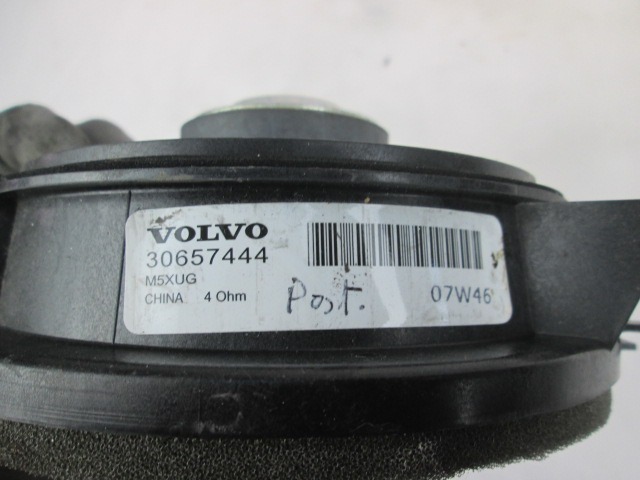 VOLVO
30657444
M5XUG
CHINA 4 Ohm Post. 07W46